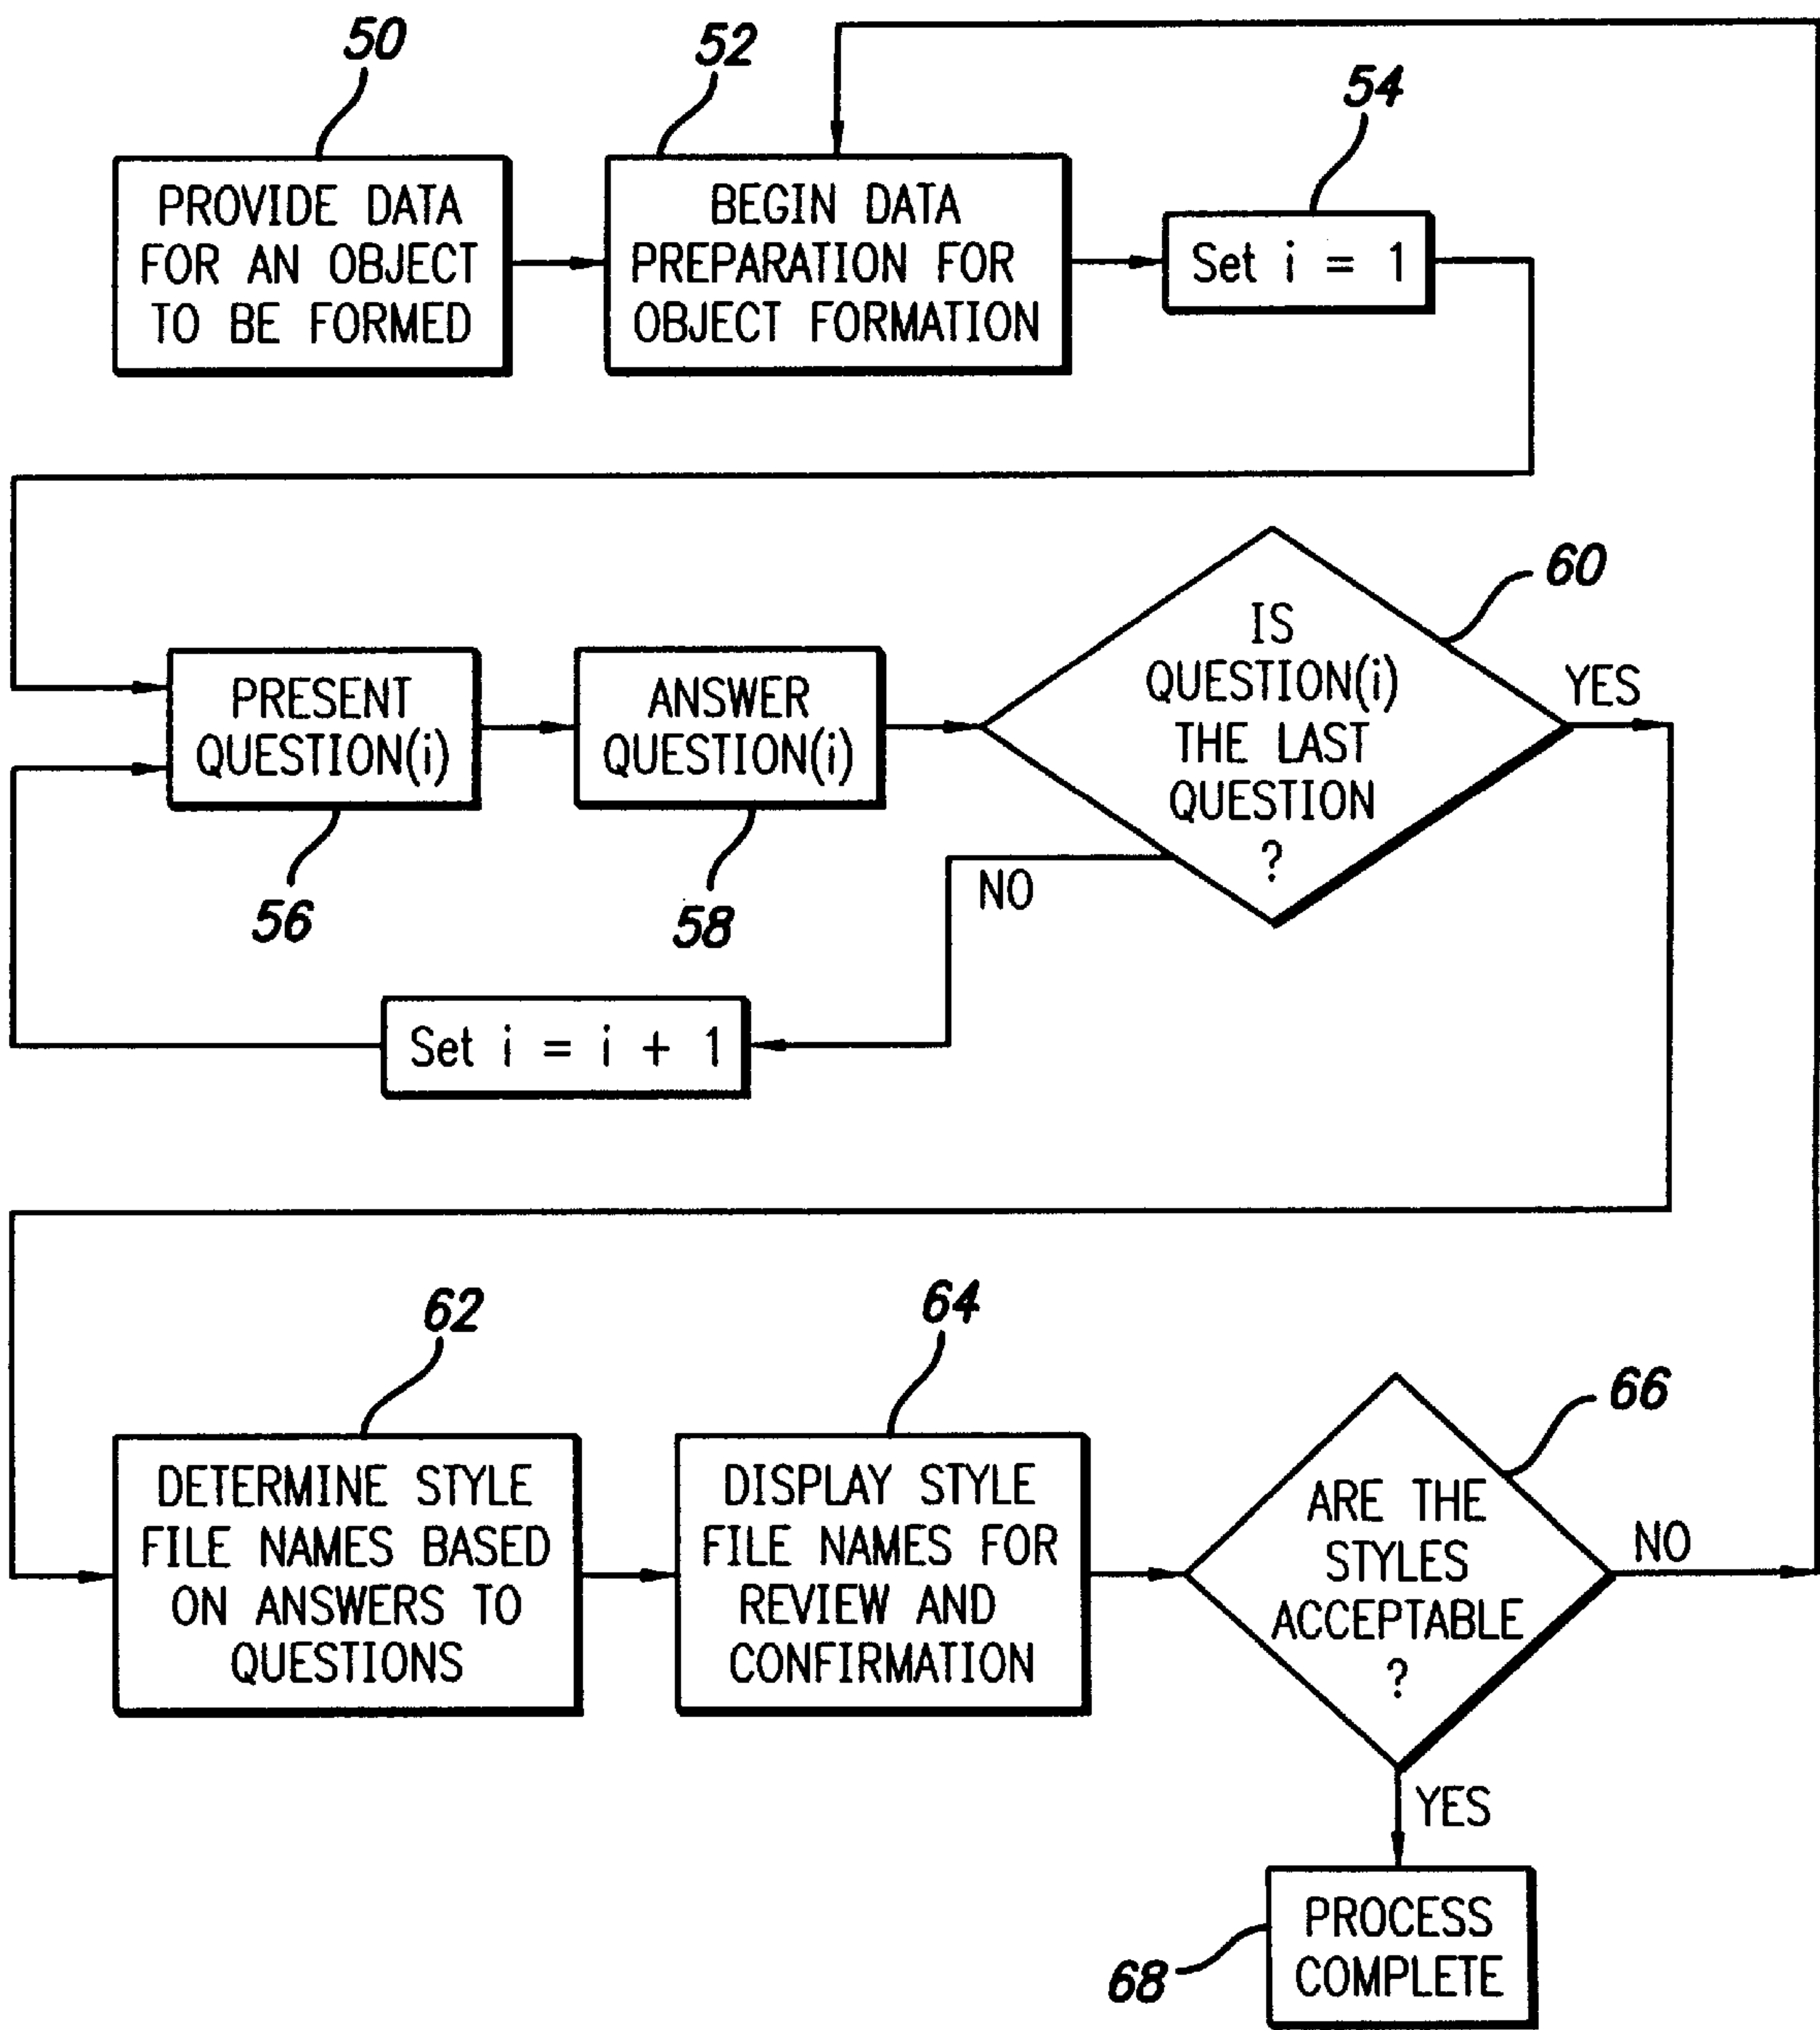 50
52
54
PROVIDE DATA
FOR AN OBJECT
TO BE FORMED
BEGIN DATA
PREPARATION FOR
OBJECT FORMATION
Set i = 1
60
IS
QUESTION(i)
THE LAST
QUESTION
?
YES
NO
PRESENT
QUESTION(i)
ANSWER
QUESTION(i)
56
58
Set i = i + 1
62
64
66
DETERMINE STYLE
FILE NAMES BASED
ON ANSWERS TO
QUESTIONS
DISPLAY STYLE
FILE NAMES FOR
REVIEW AND
CONFIRMATION
ARE THE
STYLES
ACCEPTABLE
?
NO
YES
PROCESS
COMPLETE
68